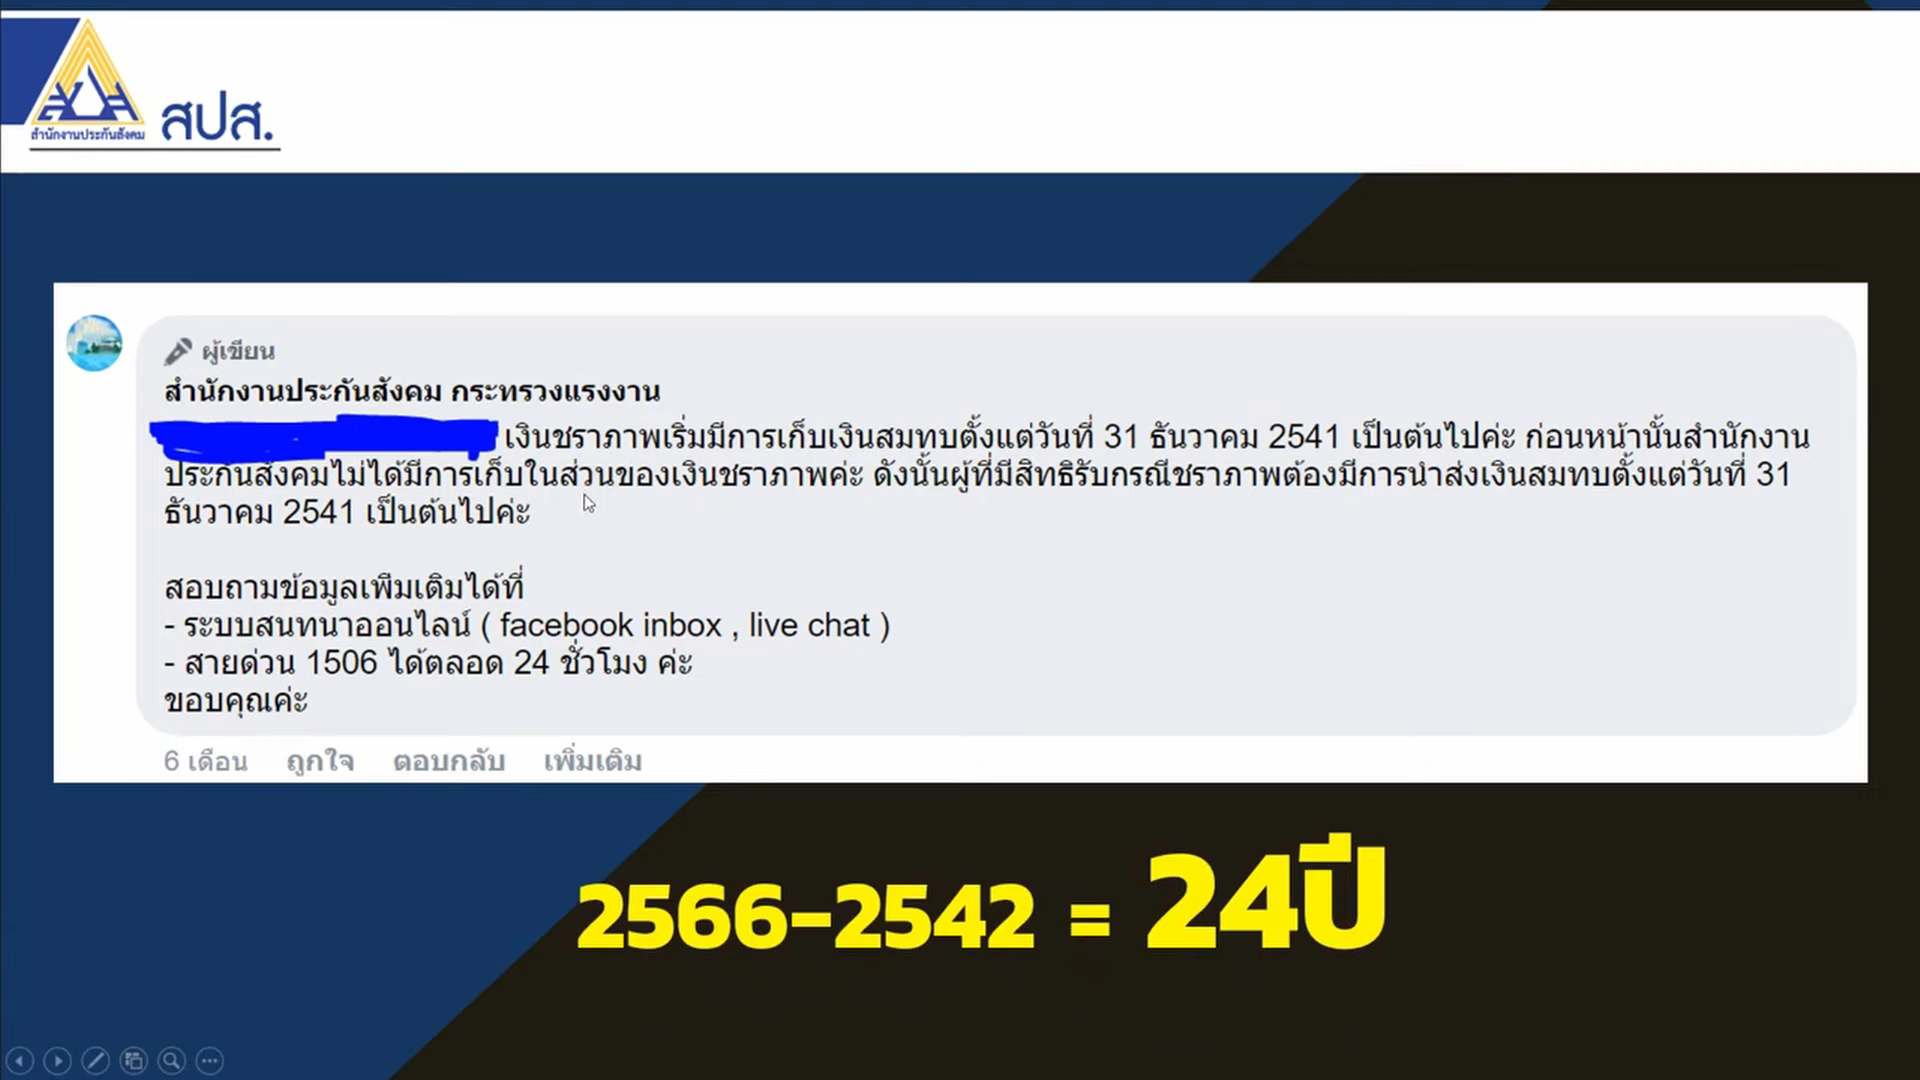 สำนักงานประกันสังคม
สปส.
ผู้เขียน
สำนักงานประกันสังคม กระทรวงแรงงาน
เงินชราภาพเริ่มมีการเก็บเงินสมทบตั้งแต่วันที่ 31 ธันวาคม 2541 เป็นต้นไปค่ะ ก่อนหน้านั้นสำนักงาน
ประกันสังคมไม่ได้มีการเก็บในส่วนของเงินชราภาพค่ะ ดังนั้นผู้ที่มีสิทธิรับกรณีชราภาพต้องมีการนำส่งเงินสมทบตั้งแต่วันที่ 31
ธันวาคม 2541 เป็นต้นไปค่ะ
สอบถามข้อมูลเพิ่มเติมได้ที่
- ระบบสนทนาออนไลน์ ( facebook inbox , live chat )
- สายด่วน 1506 ได้ตลอด 24 ชั่วโมง ค่ะ
ขอบคุณค่ะ
6 เดือน ถูกใจ ตอบกลับ เพิ่มเติม
2566-2542 = 24ปี